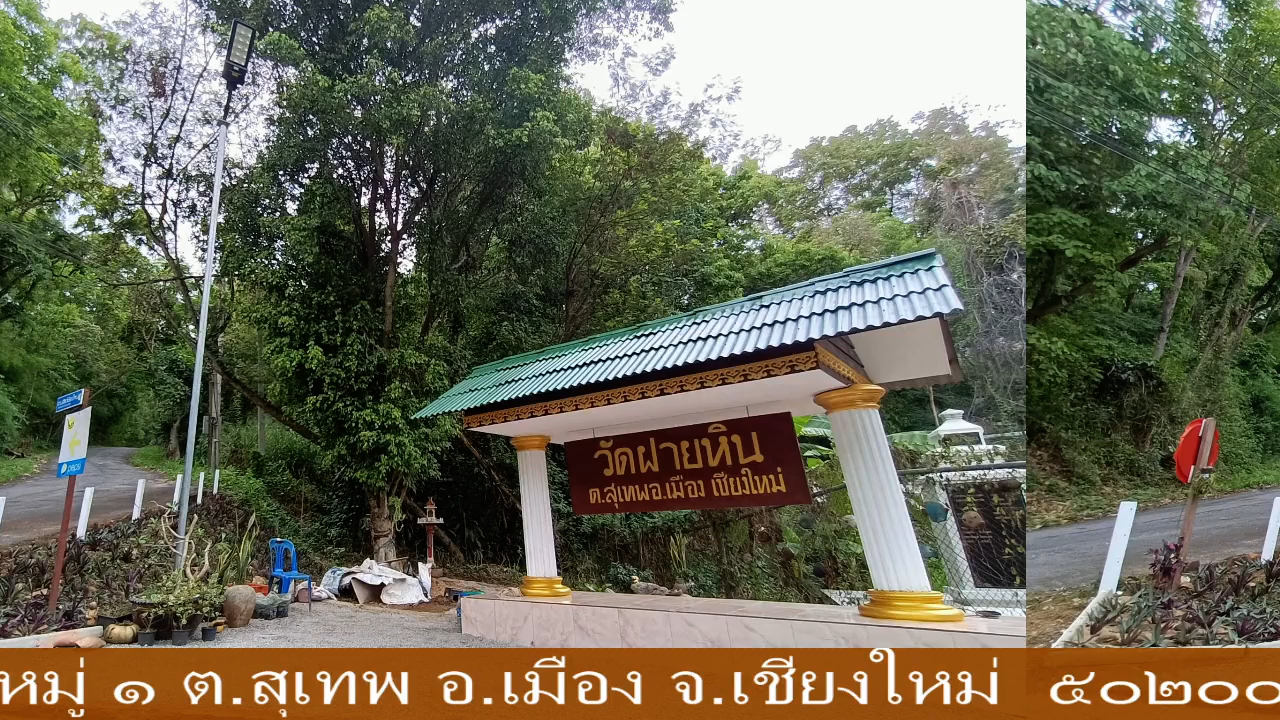 วัดฝายหิน
ต.สุเทพอ.เมือง เชียงใหม่
pepsi
หมู่ ๑ ต.สุเทพ อ.เมือง จ.เชียงใหม่ ๕๐๒๐๐